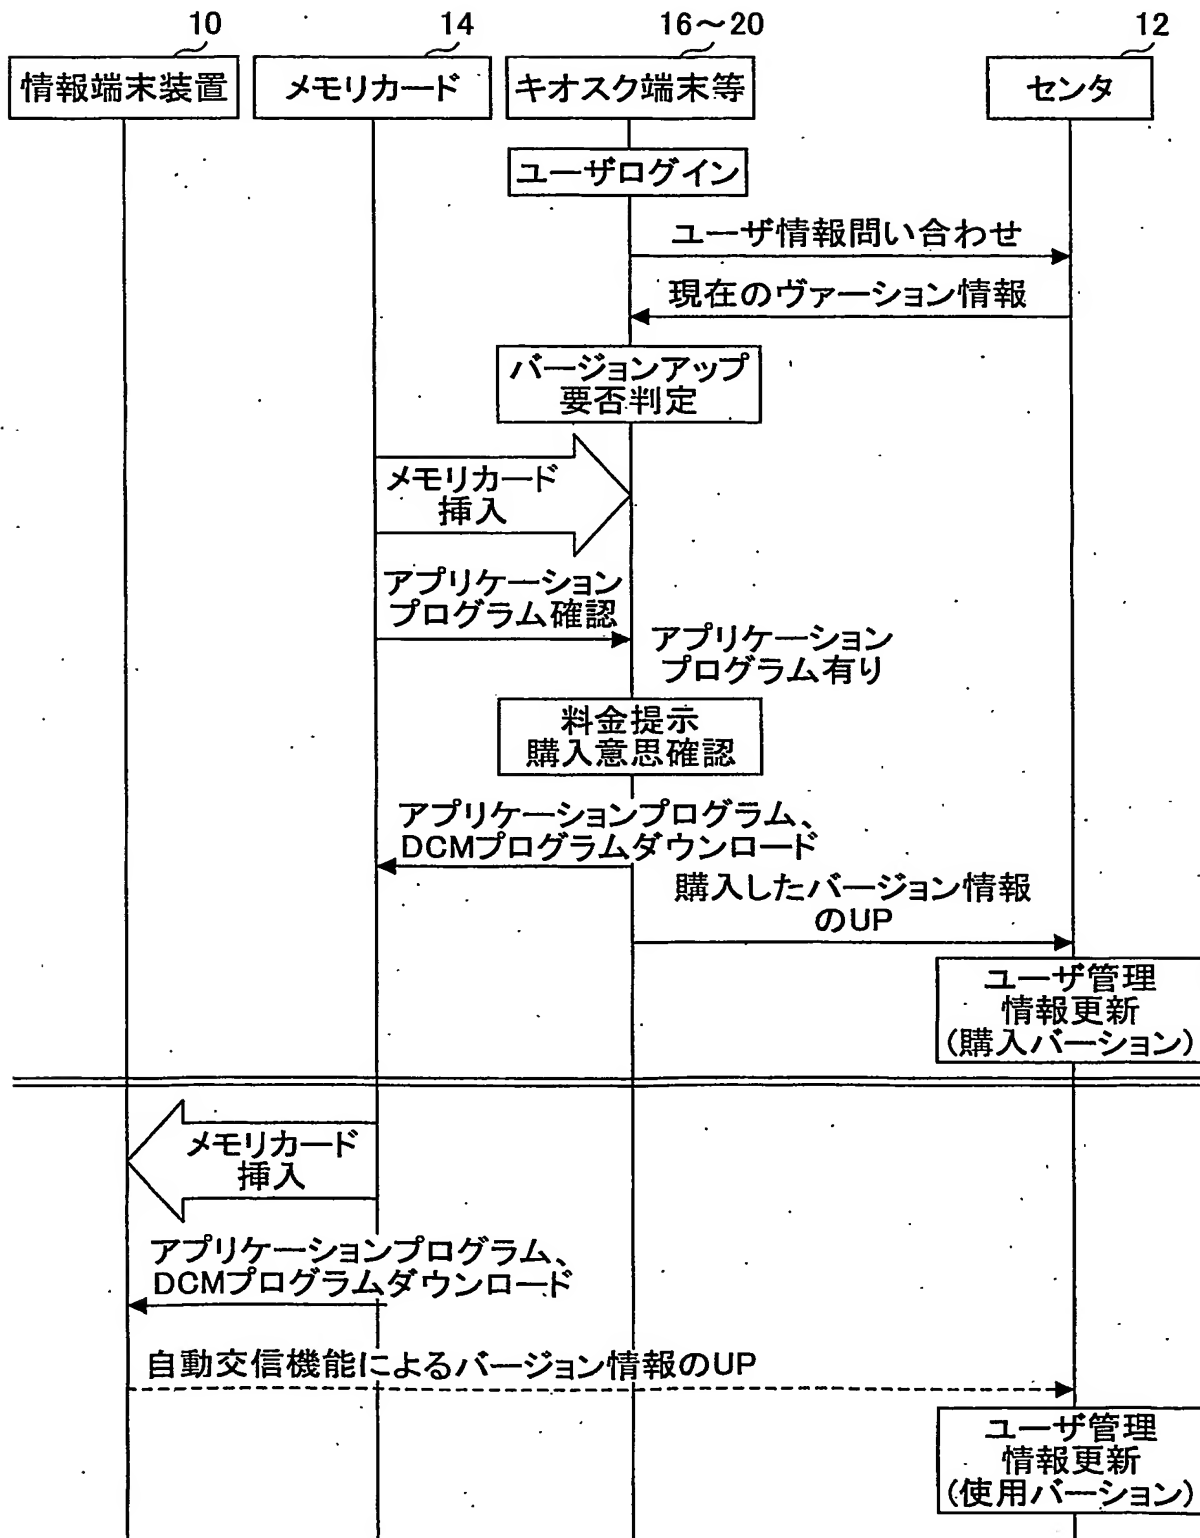 10
14
16〜20
12
情報端末装置
メモリカード
キオスク端末等
センタ
ユーザログイン
ユーザ情報問い合わせ
現在のヴァーション情報
バージョンアップ
要否判定
メモリカード
挿入
アプリケーション
プログラム確認
アプリケーション
プログラム有り
料金提示
購入意思確認
アプリケーションプログラム、
DCMプログラムダウンロード
購入したバージョン情報
のUP
ユーザ管理
情報更新
(購入バーション)
メモリカード
挿入
アプリケーションプログラム、
DCMプログラムダウンロード
自動交信機能によるバージョン情報のUP
ユーザ管理
情報更新
(使用バーション)